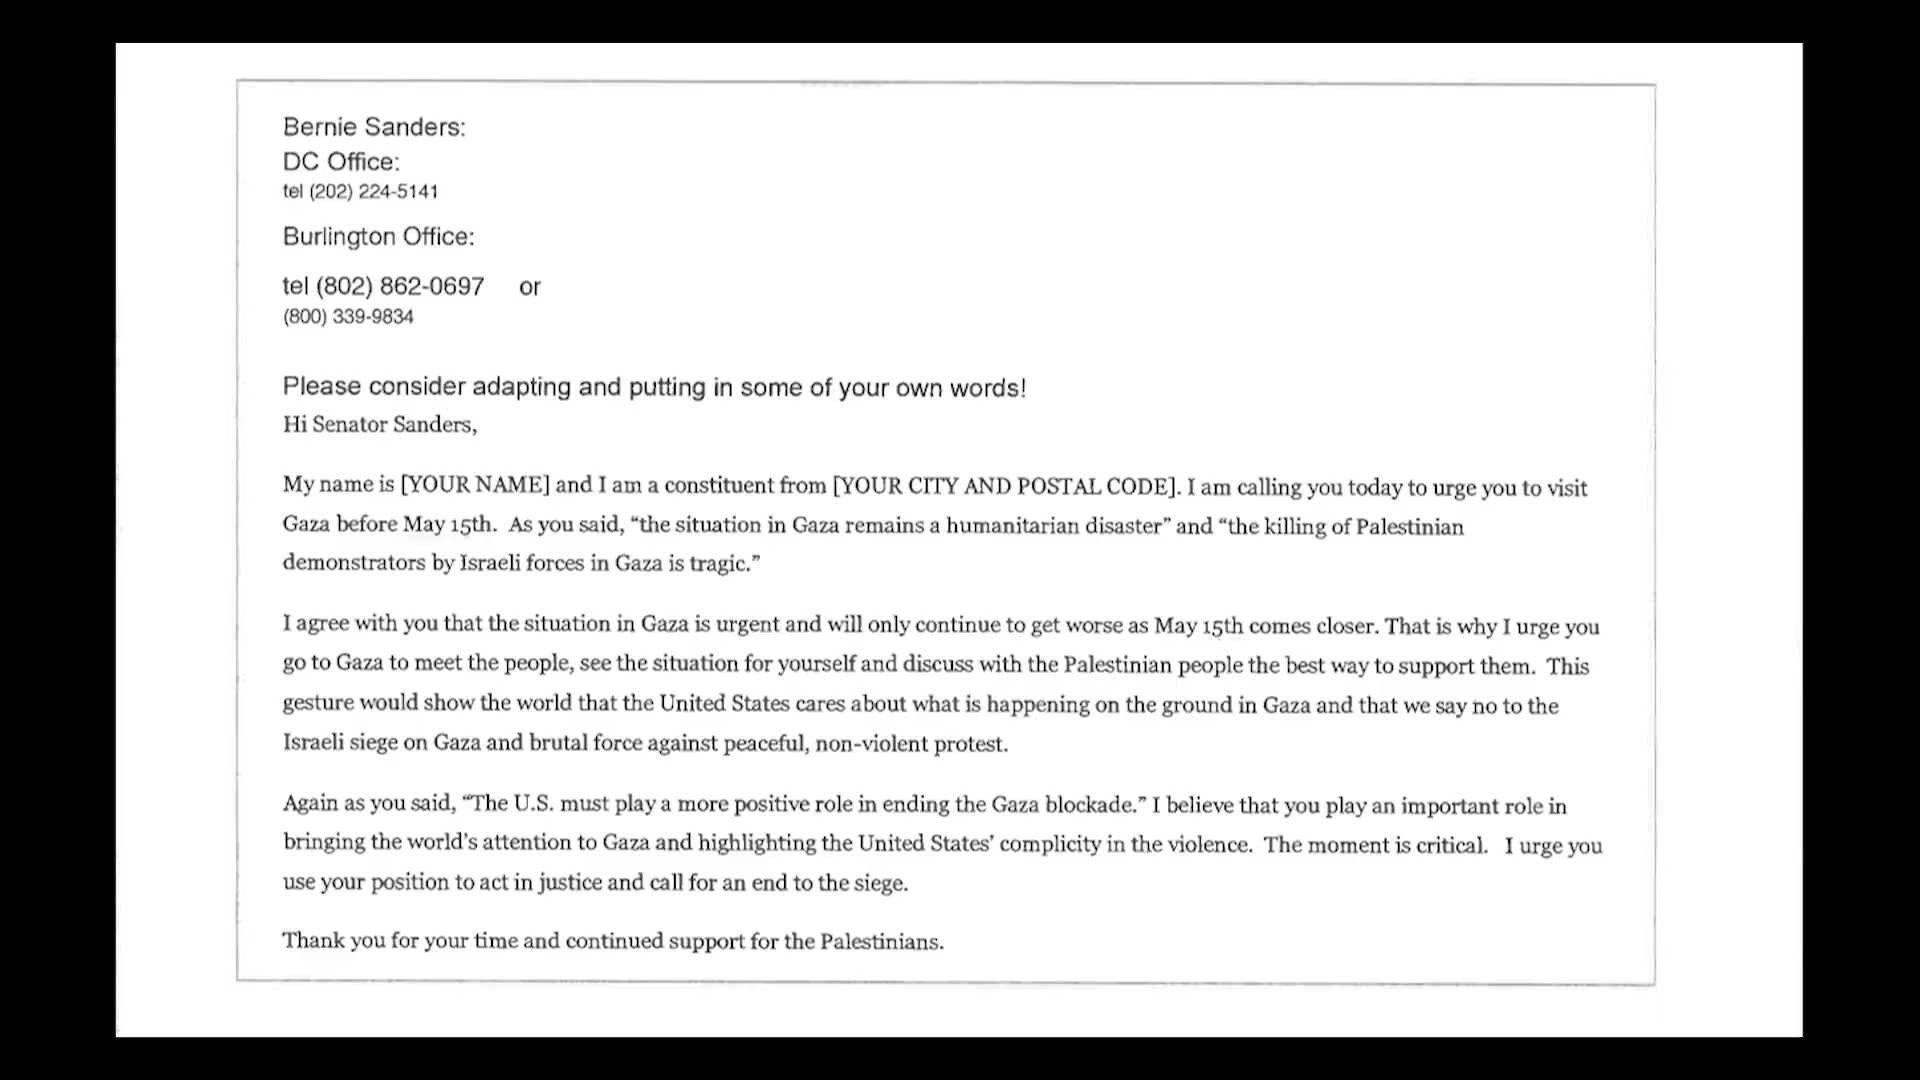 Bernie Sanders:
DC Office:
tel (202) 224-5141
Burlington Office:
tel (802) 862-0697 or
(800) 339-9834
Please consider adapting and putting in some of your own words!
Hi Senator Sanders,
My name is [YOUR NAME] and I am a constituent from [YOUR CITY AND POSTAL CODE]. I am calling you today to urge you to visit
Gaza before May 15th. As you said, “the situation in Gaza remains a humanitarian disaster” and “the killing of Palestinian
demonstrators by Israeli forces in Gaza is tragic.”
I agree with you that the situation in Gaza is urgent and will only continue to get worse as May 15th comes closer. That is why I urge you
go to Gaza to meet the people, see the situation for yourself and discuss with the Palestinian people the best way to support them. This
gesture would show the world that the United States cares about what is happening on the ground in Gaza and that we say no to the
Israeli siege on Gaza and brutal force against peaceful, non-violent protest.
Again as you said, “The U.S. must play a more positive role in ending the Gaza blockade.” I believe that you play an important role in
bringing the world's attention to Gaza and highlighting the United States’ complicity in the violence. The moment is critical. I urge you
use your position to act in justice and call for an end to the siege.
Thank you for your time and continued support for the Palestinians.